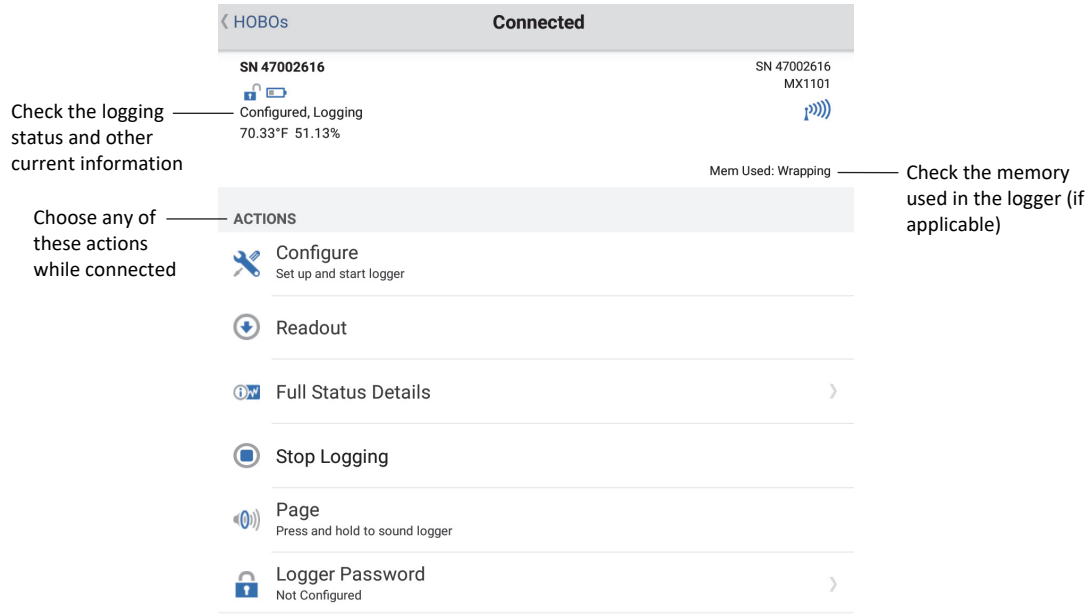 HOBOs
Connected
SN 47002616
SN 47002616
MX1101
Configured, Logging
70.33°F 51.13%
Mem Used: Wrapping
Check the logging
status and other
current information
Check the memory
used in the logger (if
applicable)
Choose any of
these actions
while connected
ACTIONS
Configure
Set up and start logger
Readout
Full Status Details
Stop Logging
Page
Press and hold to sound logger
Logger Password
Not Configured